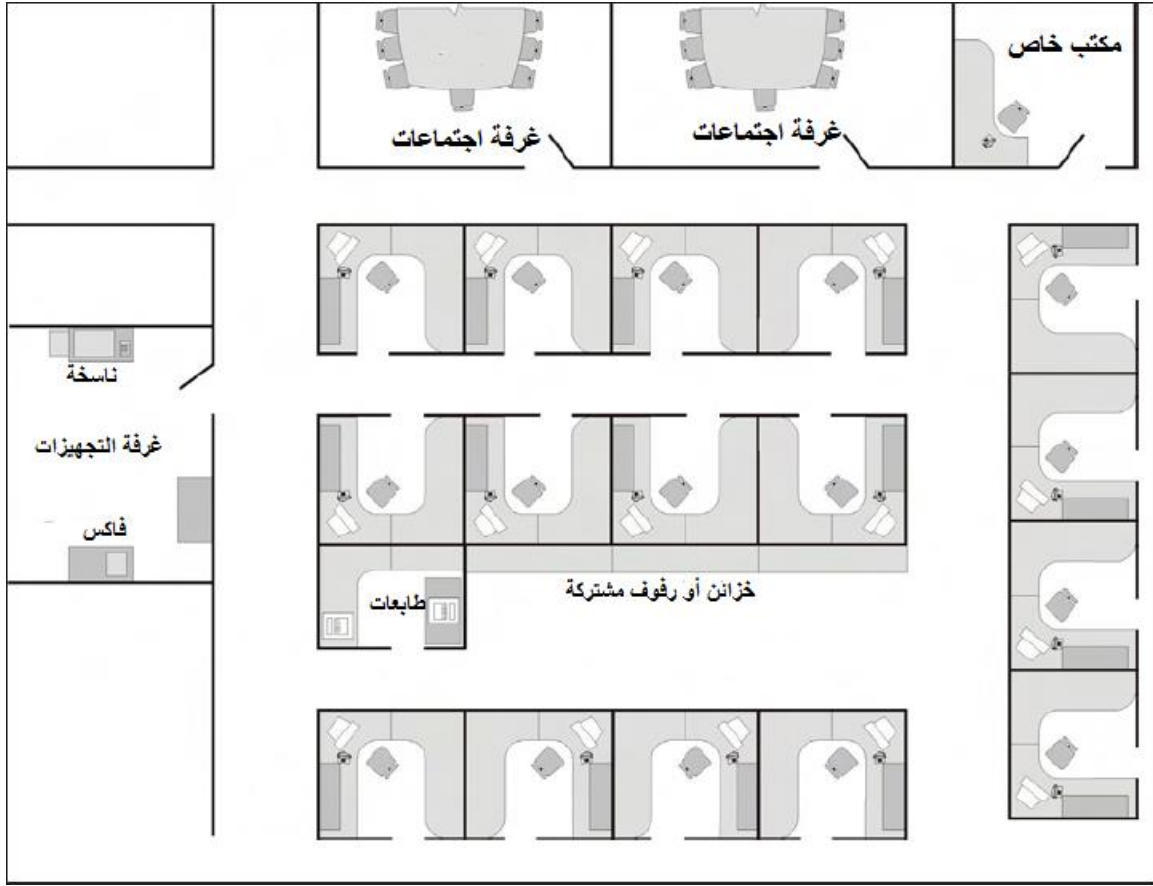 مكتب خاص
غرفة اجتماعات
غرفة اجتماعات
ناسخة
غرفة التجهيزات
فاكس
خزائن أو رفوف مشتركة
طابعات